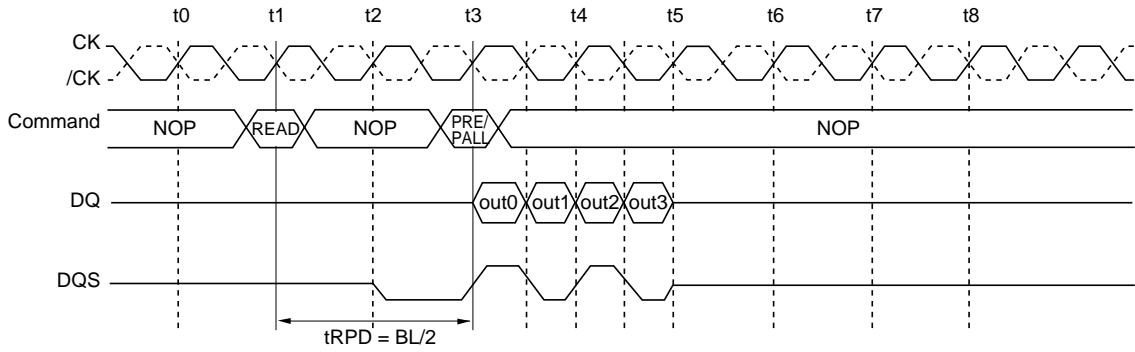 t0 t1 t2 t3 t4 t5 t6 t7 t8
CK
/CK
Command NOP READ NOP PRE/ PALL NOP
DQ out0 out1 out2 out3
DQS
tRPD = BL/2